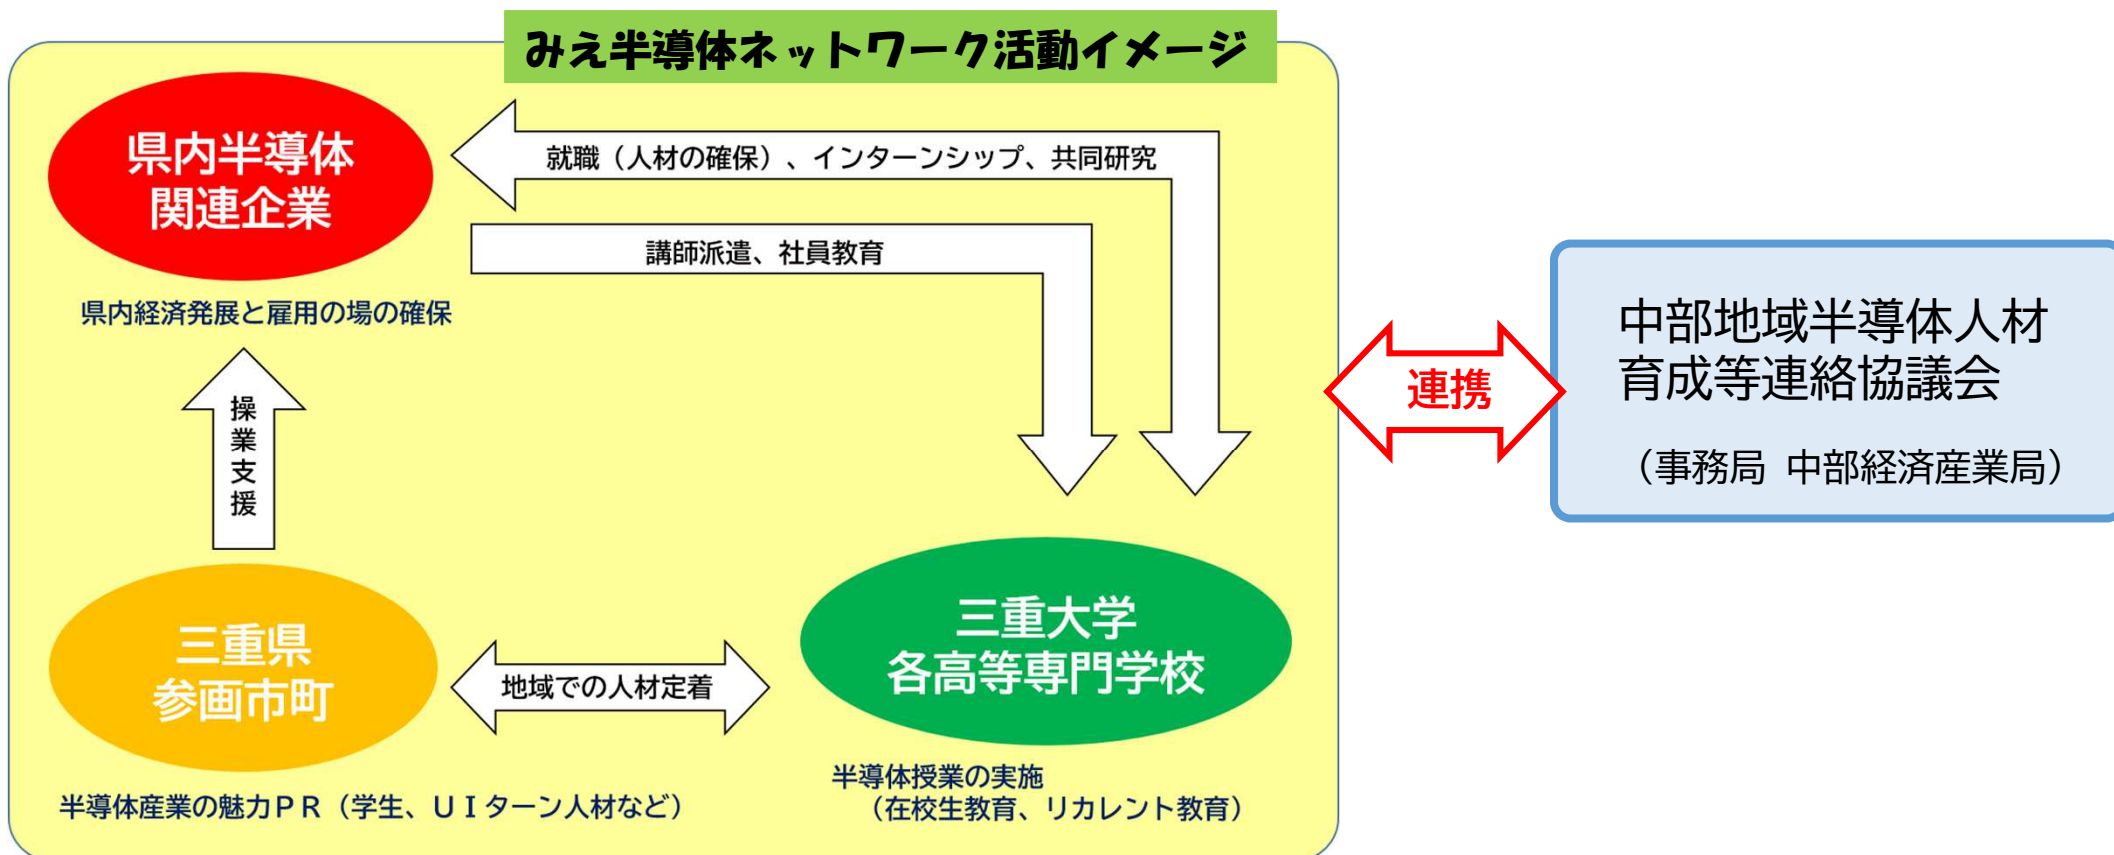 みえ半導体ネットワーク活動イメージ
県内半導体
関連企業
就職（人材の確保）、インターンシップ、共同研究
講師派遣、社員教育
県内経済発展と雇用の場の確保
操業支援
三重県
参画市町
地域での人材定着
三重大学
各高等専門学校
半導体産業の魅力ＰＲ（学生、ＵＩターン人材など）
半導体授業の実施
（在校生教育、リカレント教育）
連携
中部地域半導体人材
育成等連絡協議会
（事務局 中部経済産業局）